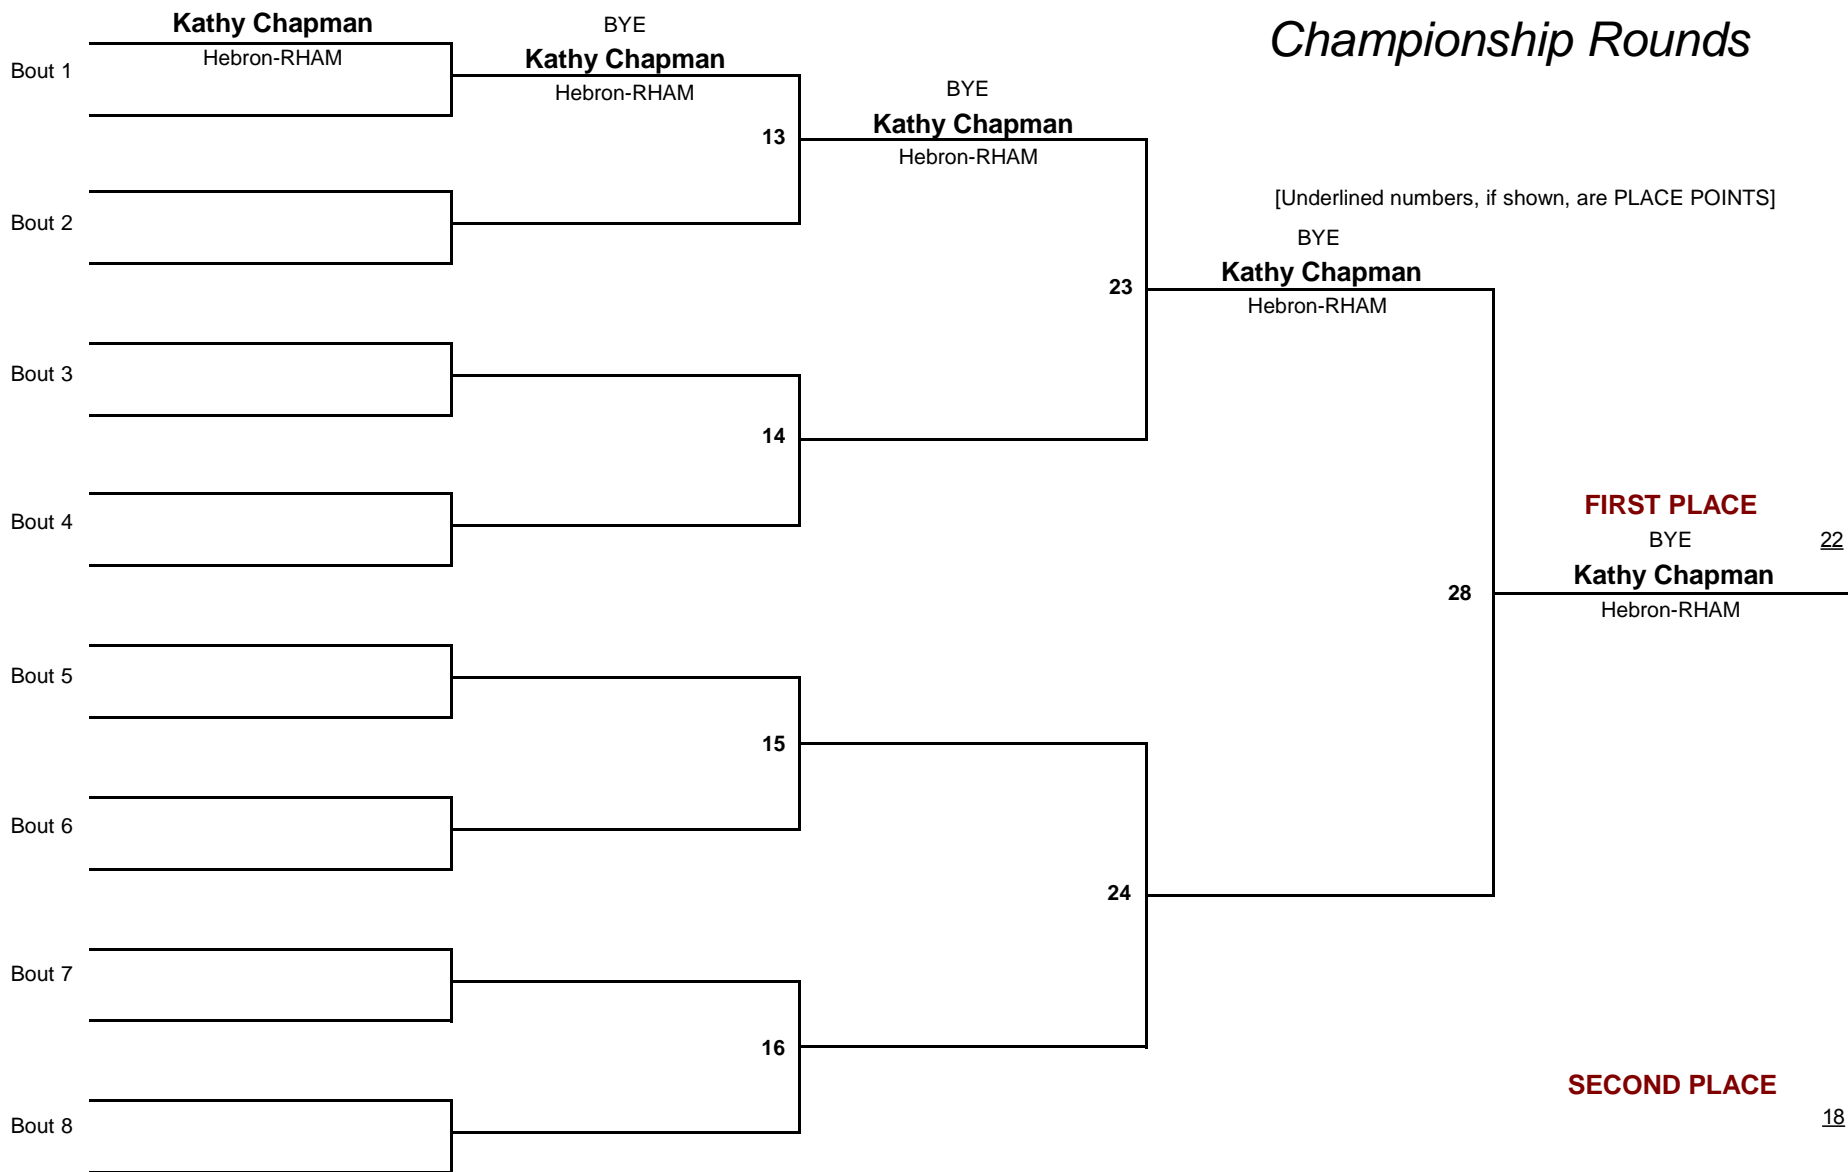 Championship Rounds
[Underlined numbers, if shown, are PLACE POINTS]
Kathy Chapman
Hebron-RHAM
Bout 1
Bout 2
Bout 3
Bout 4
Bout 5
Bout 6
Bout 7
Bout 8
BYE
Kathy Chapman
Hebron-RHAM
13
14
15
16
BYE
Kathy Chapman
Hebron-RHAM
23
24
BYE
Kathy Chapman
Hebron-RHAM
28
FIRST PLACE
BYE 22
Kathy Chapman
Hebron-RHAM
SECOND PLACE
18